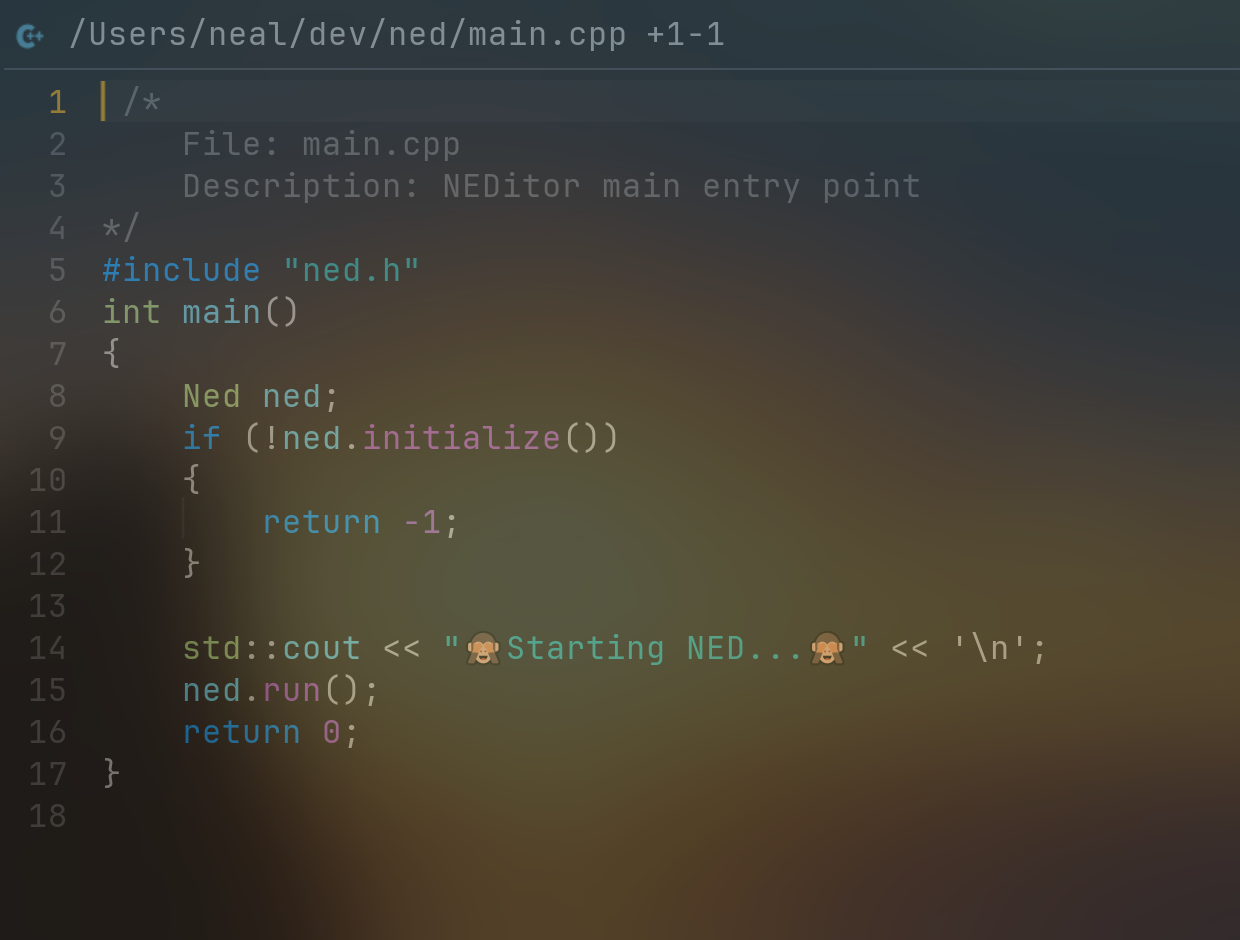 /Users/neal/dev/ned/main.cpp +1-1
1 /*
2     File: main.cpp
3     Description: NEDitor main entry point
4 */
5 #include "ned.h"
6 int main()
7 {
8     Ned ned;
9     if (!ned.initialize())
10     {
11         return -1;
12     }
13
14     std::cout << "🙈Starting NED...🙈" << '\n';
15     ned.run();
16     return 0;
17 }
18